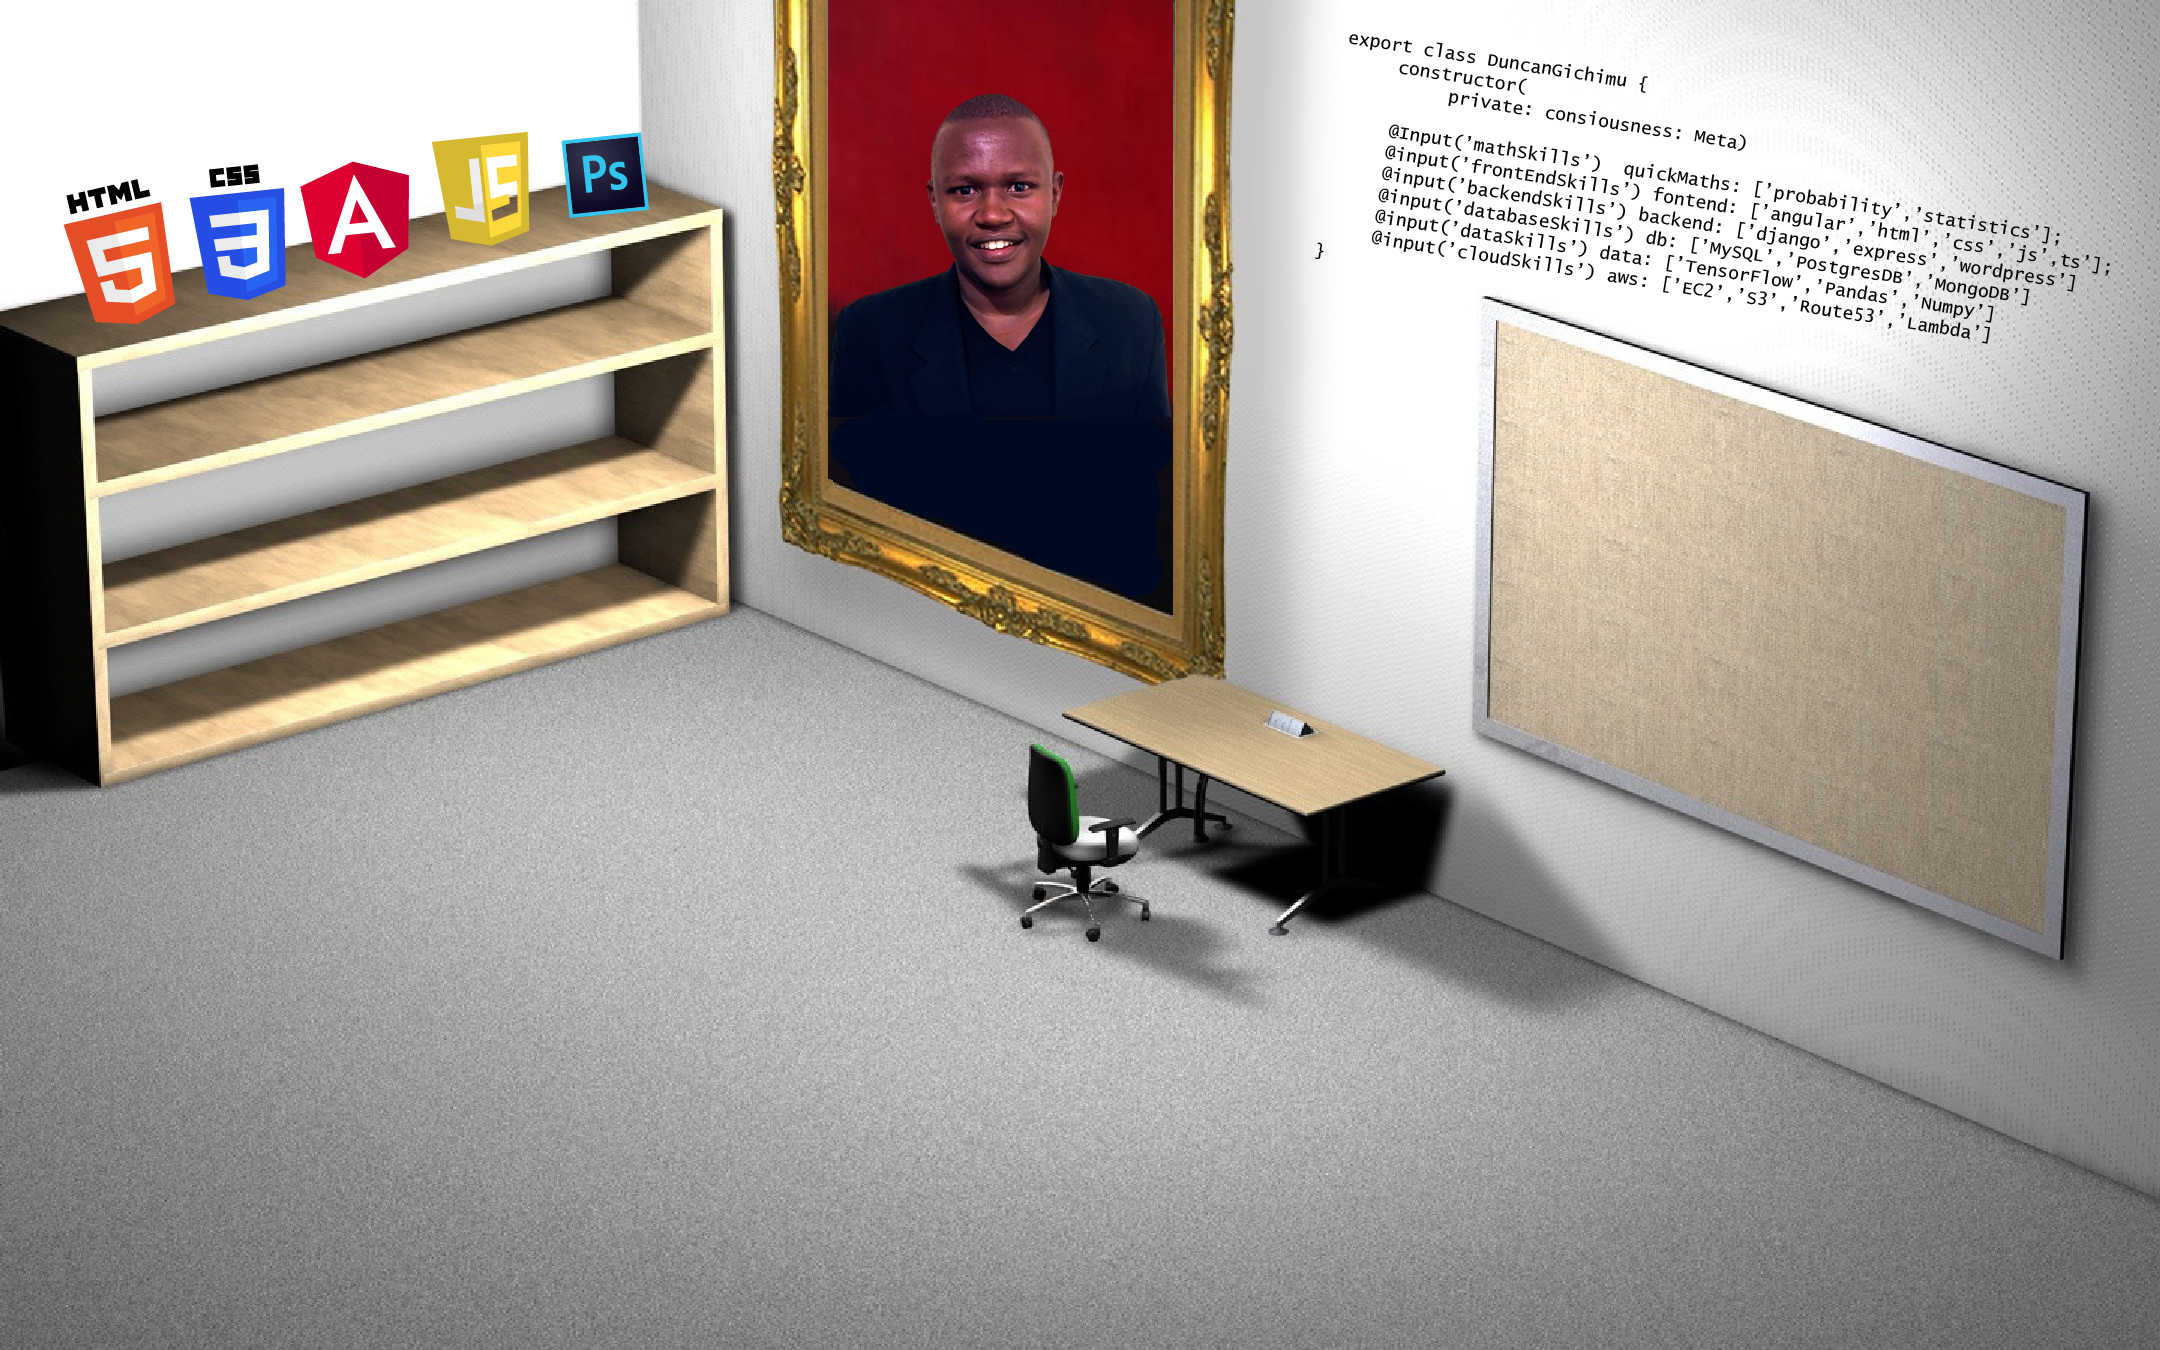 HTML
5
CSS
3
A
JS
Ps
export class DuncanGichimu {
constructor(
private: consiousness: Meta)
@Input('mathSkills') quickMaths: ['probability','statistics'];
@input('frontEndSkills') fontend: ['angular','html','css','js',ts'];
@input('backendSkills') backend: ['django','express','wordpress']
@input('databaseSkills') db: ['MySQL','PostgresDB','MongoDB']
@input('dataSkills') data: ['TensorFlow','Pandas','Numpy']
@input('cloudSkills') aws: ['EC2','S3','Route53','Lambda']
}